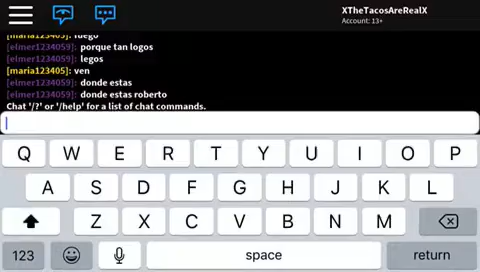 XTheTacosAreRealX
Account: 13+
[maria123405]: luego
[elmer1234059]: porque tan logos
[elmer1234059]: legos
[maria123405]: ven
[elmer1234059]: donde estas
[elmer1234059]: donde estas roberto
Chat '/?' or '/help' for a list of chat commands.
Q W E R T Y U I O P
A S D F G H J K L
Z X C V B N M
123 space return